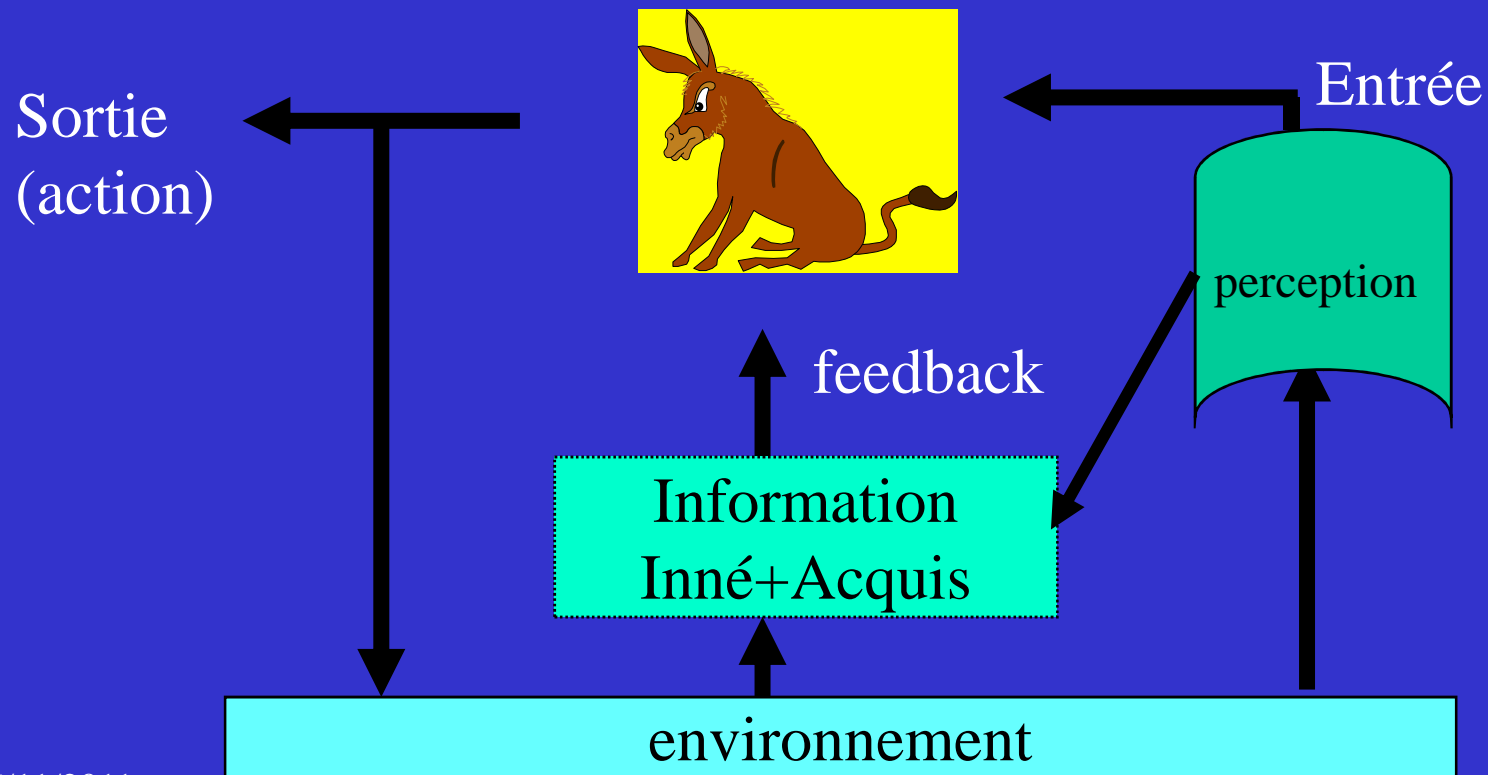 Entrée
Sortie
(action)
perception
feedback
Information
Inné+Acquis
environnement